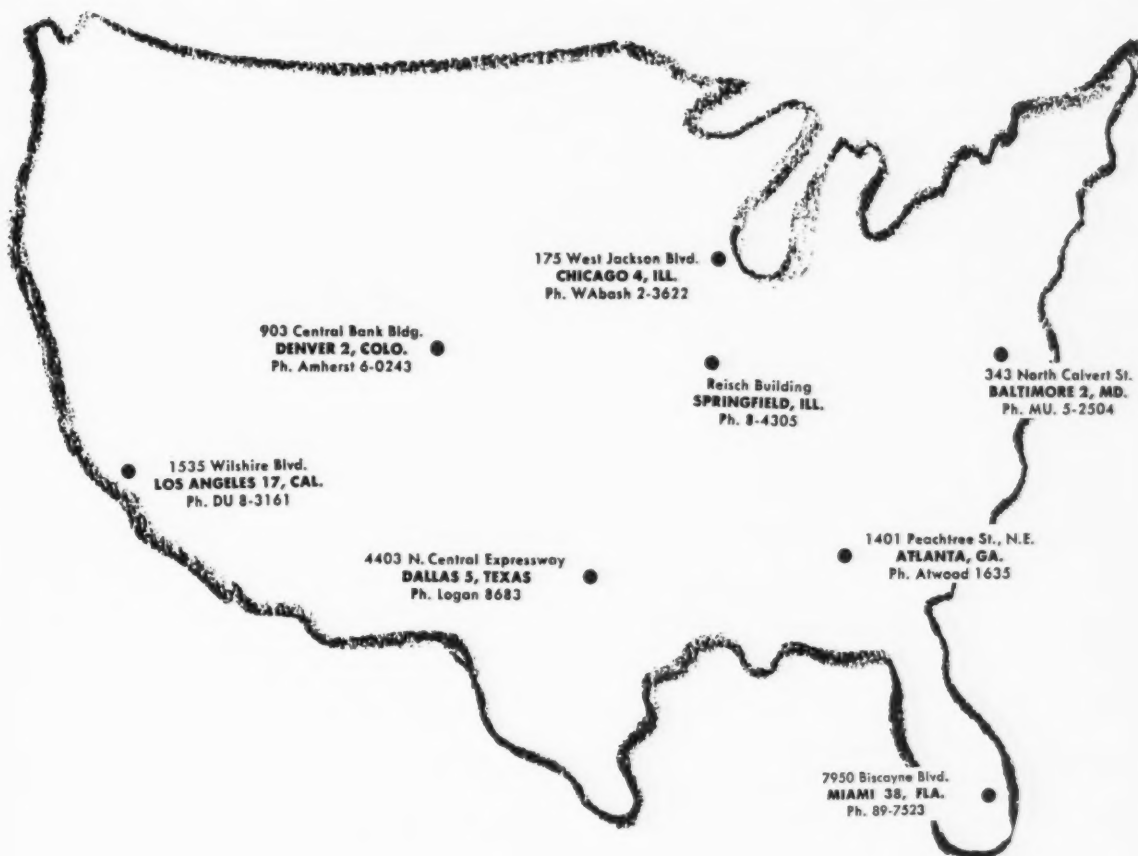 175 West Jackson Blvd.
CHICAGO 4, ILL.
Ph. WAbash 2-3622
903 Central Bank Bldg.
DENVER 2, COLO.
Ph. Amherst 6-0243
Reisch Building
SPRINGFIELD, ILL.
Ph. 8-4305
343 North Calvert St.
BALTIMORE 2, MD.
Ph. MU. 5-2504
1535 Wilshire Blvd.
LOS ANGELES 17, CAL.
Ph. DU 8-3161
4403 N. Central Expressway
DALLAS 5, TEXAS
Ph. Logan 8683
1401 Peachtree St., N.E.
ATLANTA, GA.
Ph. Atwood 1635
7950 Biscayne Blvd.
MIAMI 38, FLA.
Ph. 89-7523